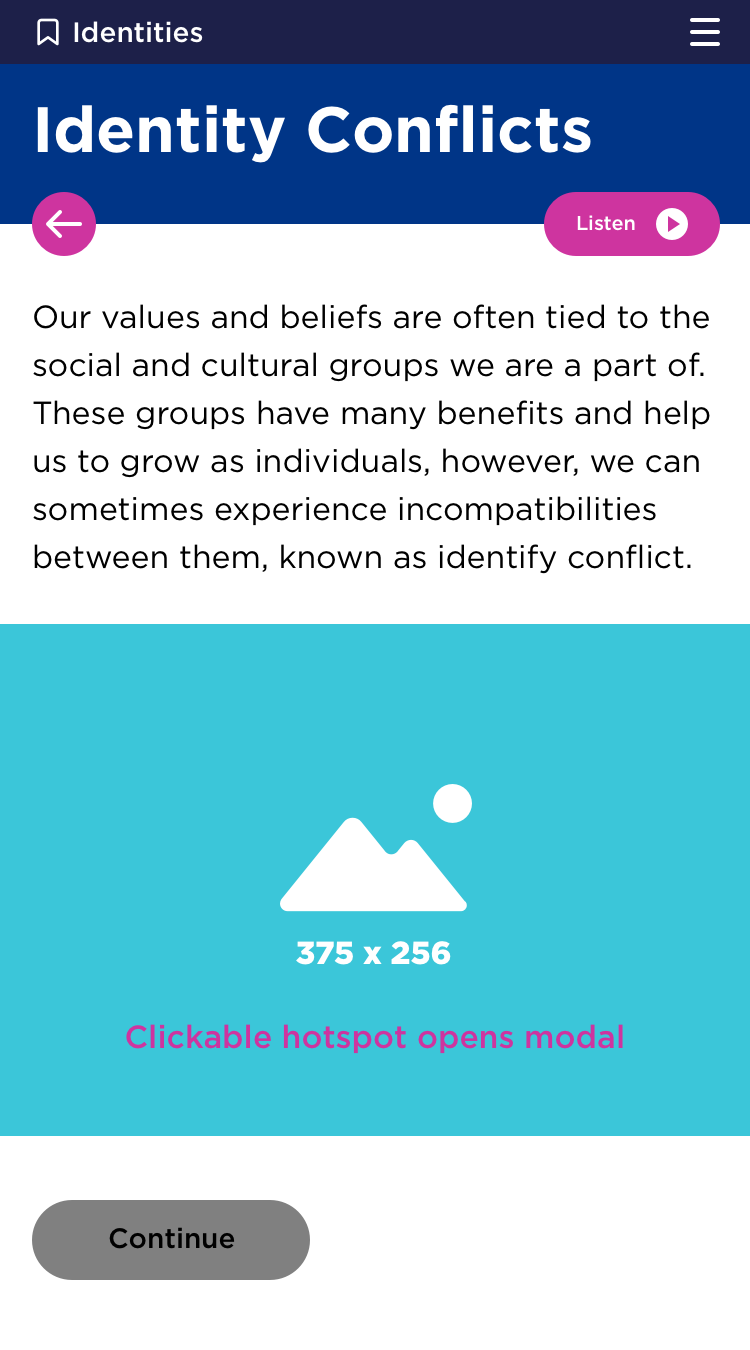 Identities
Identity Conflicts
Listen
Our values and beliefs are often tied to the
social and cultural groups we are a part of.
These groups have many benefits and help
us to grow as individuals, however, we can
sometimes experience incompatibilities
between them, known as identify conflict.
375 x 256
Clickable hotspot opens modal
Continue